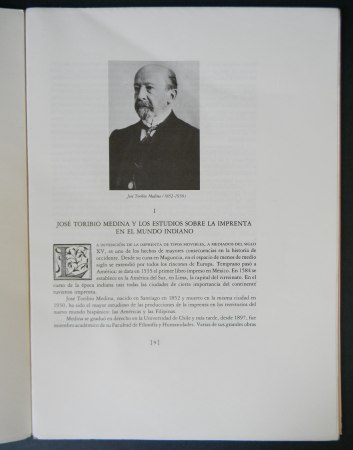 José Toribio Medina (1852-1930)
I
JOSÉ TORIBIO MEDINA Y LOS ESTUDIOS SOBRE LA IMPRENTA
EN EL MUNDO INDIANO
LA INVENCIÓN DE LA IMPRENTA DE TIPOS MOVILES, A MEDIADOS DEL SIGLO
XV, es uno de los hechos de mayores consecuencias en la historia de
occidente. Desde su cuna en Maguncia, en el espacio de menos de medio
siglo se extendió por todos los rincones de Europa. Temprano pasó a
América: se data en 1535 el primer libro impreso en México. En 1584 se
estableció en la América del Sur, en Lima, la capital del virreinato. En el
curso de la época indiana casi todas las ciudades de cierta importancia del continente
tuvieron imprenta.
José Toribio Medina, nacido en Santiago en 1852 y muerto en la misma ciudad en
1930, ha sido el mayor estudioso de las producciones de la imprenta en los territorios del
nuevo mundo hispánico: las Américas y las Filipinas.
Medina se graduó en derecho en la Universidad de Chile y más tarde, desde 1897, fue
miembro académico de su Facultad de Filosofía y Humanidades. Varias de sus grandes obras
[9]